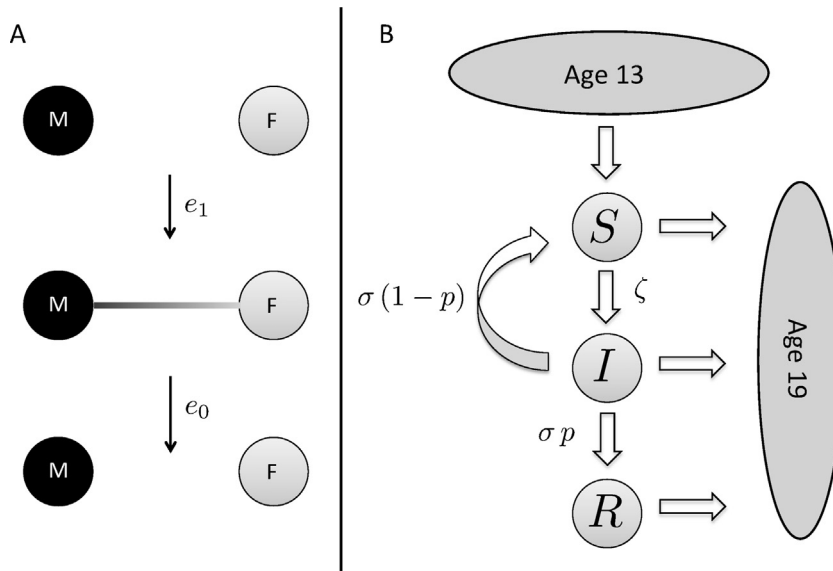 A
M F
e₁
M F
e₀
M F
B
Age 13
S
σ (1 − p)
ζ
I
σ p
R
Age 19